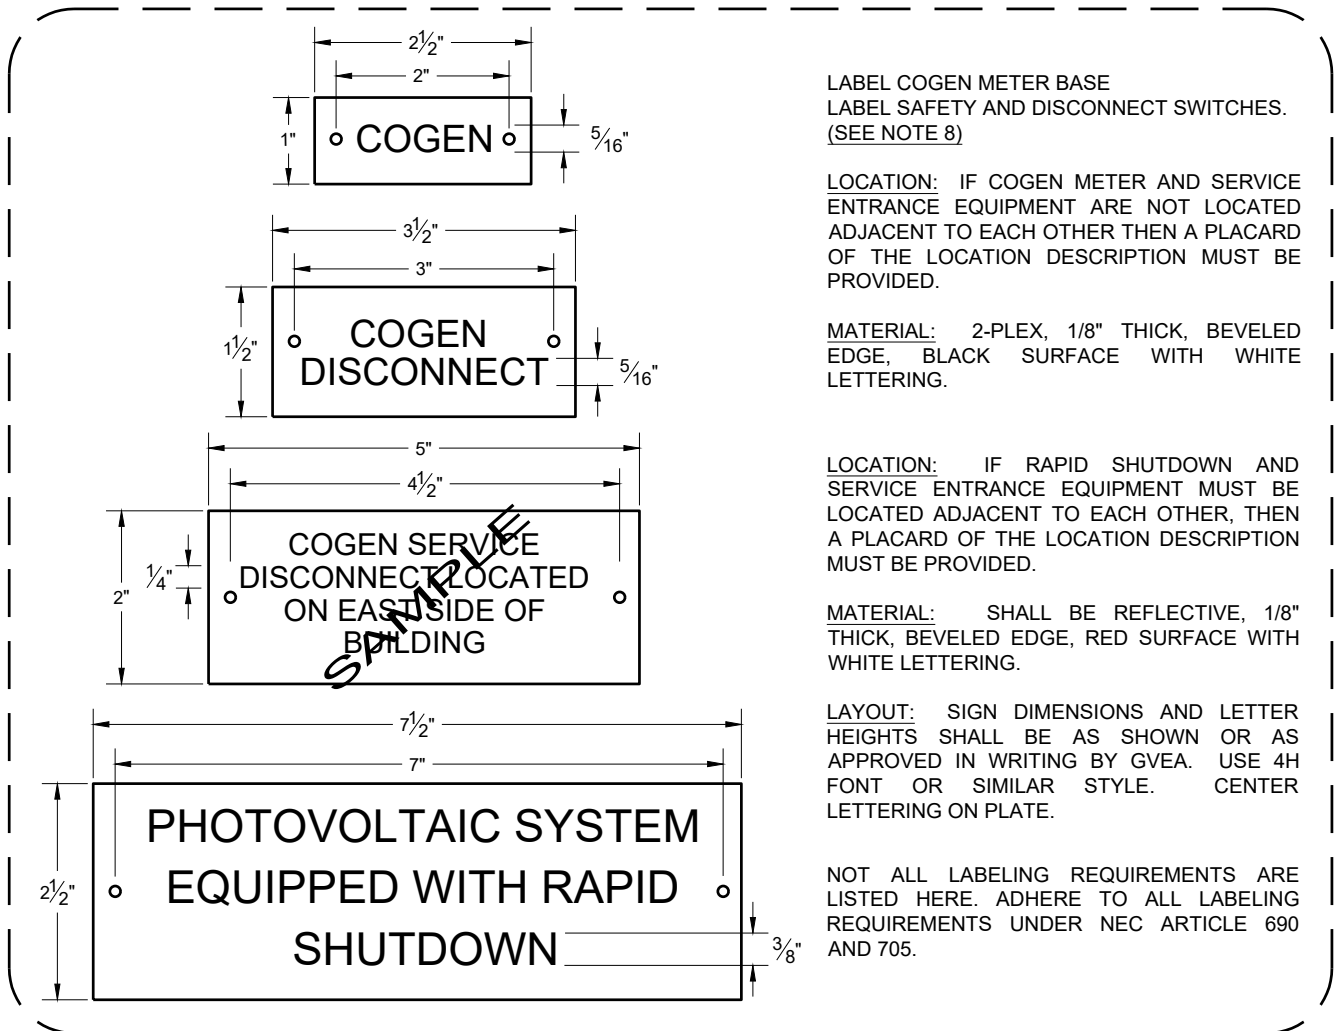 2½"
2"
1"
COGEN
5⁄16"
3½"
3"
1½"
COGEN
DISCONNECT
5⁄16"
5"
4½"
2"
¼"
COGEN SERVICE
DISCONNECT LOCATED
ON EAST SIDE OF
BUILDING
SAMPLE
7½"
7"
2½"
PHOTOVOLTAIC SYSTEM
EQUIPPED WITH RAPID
SHUTDOWN
3⁄8"
LABEL COGEN METER BASE
LABEL SAFETY AND DISCONNECT SWITCHES.
(SEE NOTE 8)
LOCATION: IF COGEN METER AND SERVICE
ENTRANCE EQUIPMENT ARE NOT LOCATED
ADJACENT TO EACH OTHER THEN A PLACARD
OF THE LOCATION DESCRIPTION MUST BE
PROVIDED.
MATERIAL: 2-PLEX, 1/8" THICK, BEVELED
EDGE, BLACK SURFACE WITH WHITE
LETTERING.
LOCATION: IF RAPID SHUTDOWN AND
SERVICE ENTRANCE EQUIPMENT MUST BE
LOCATED ADJACENT TO EACH OTHER, THEN
A PLACARD OF THE LOCATION DESCRIPTION
MUST BE PROVIDED.
MATERIAL: SHALL BE REFLECTIVE, 1/8"
THICK, BEVELED EDGE, RED SURFACE WITH
WHITE LETTERING.
LAYOUT: SIGN DIMENSIONS AND LETTER
HEIGHTS SHALL BE AS SHOWN OR AS
APPROVED IN WRITING BY GVEA. USE 4H
FONT OR SIMILAR STYLE. CENTER
LETTERING ON PLATE.
NOT ALL LABELING REQUIREMENTS ARE
LISTED HERE. ADHERE TO ALL LABELING
REQUIREMENTS UNDER NEC ARTICLE 690
AND 705.